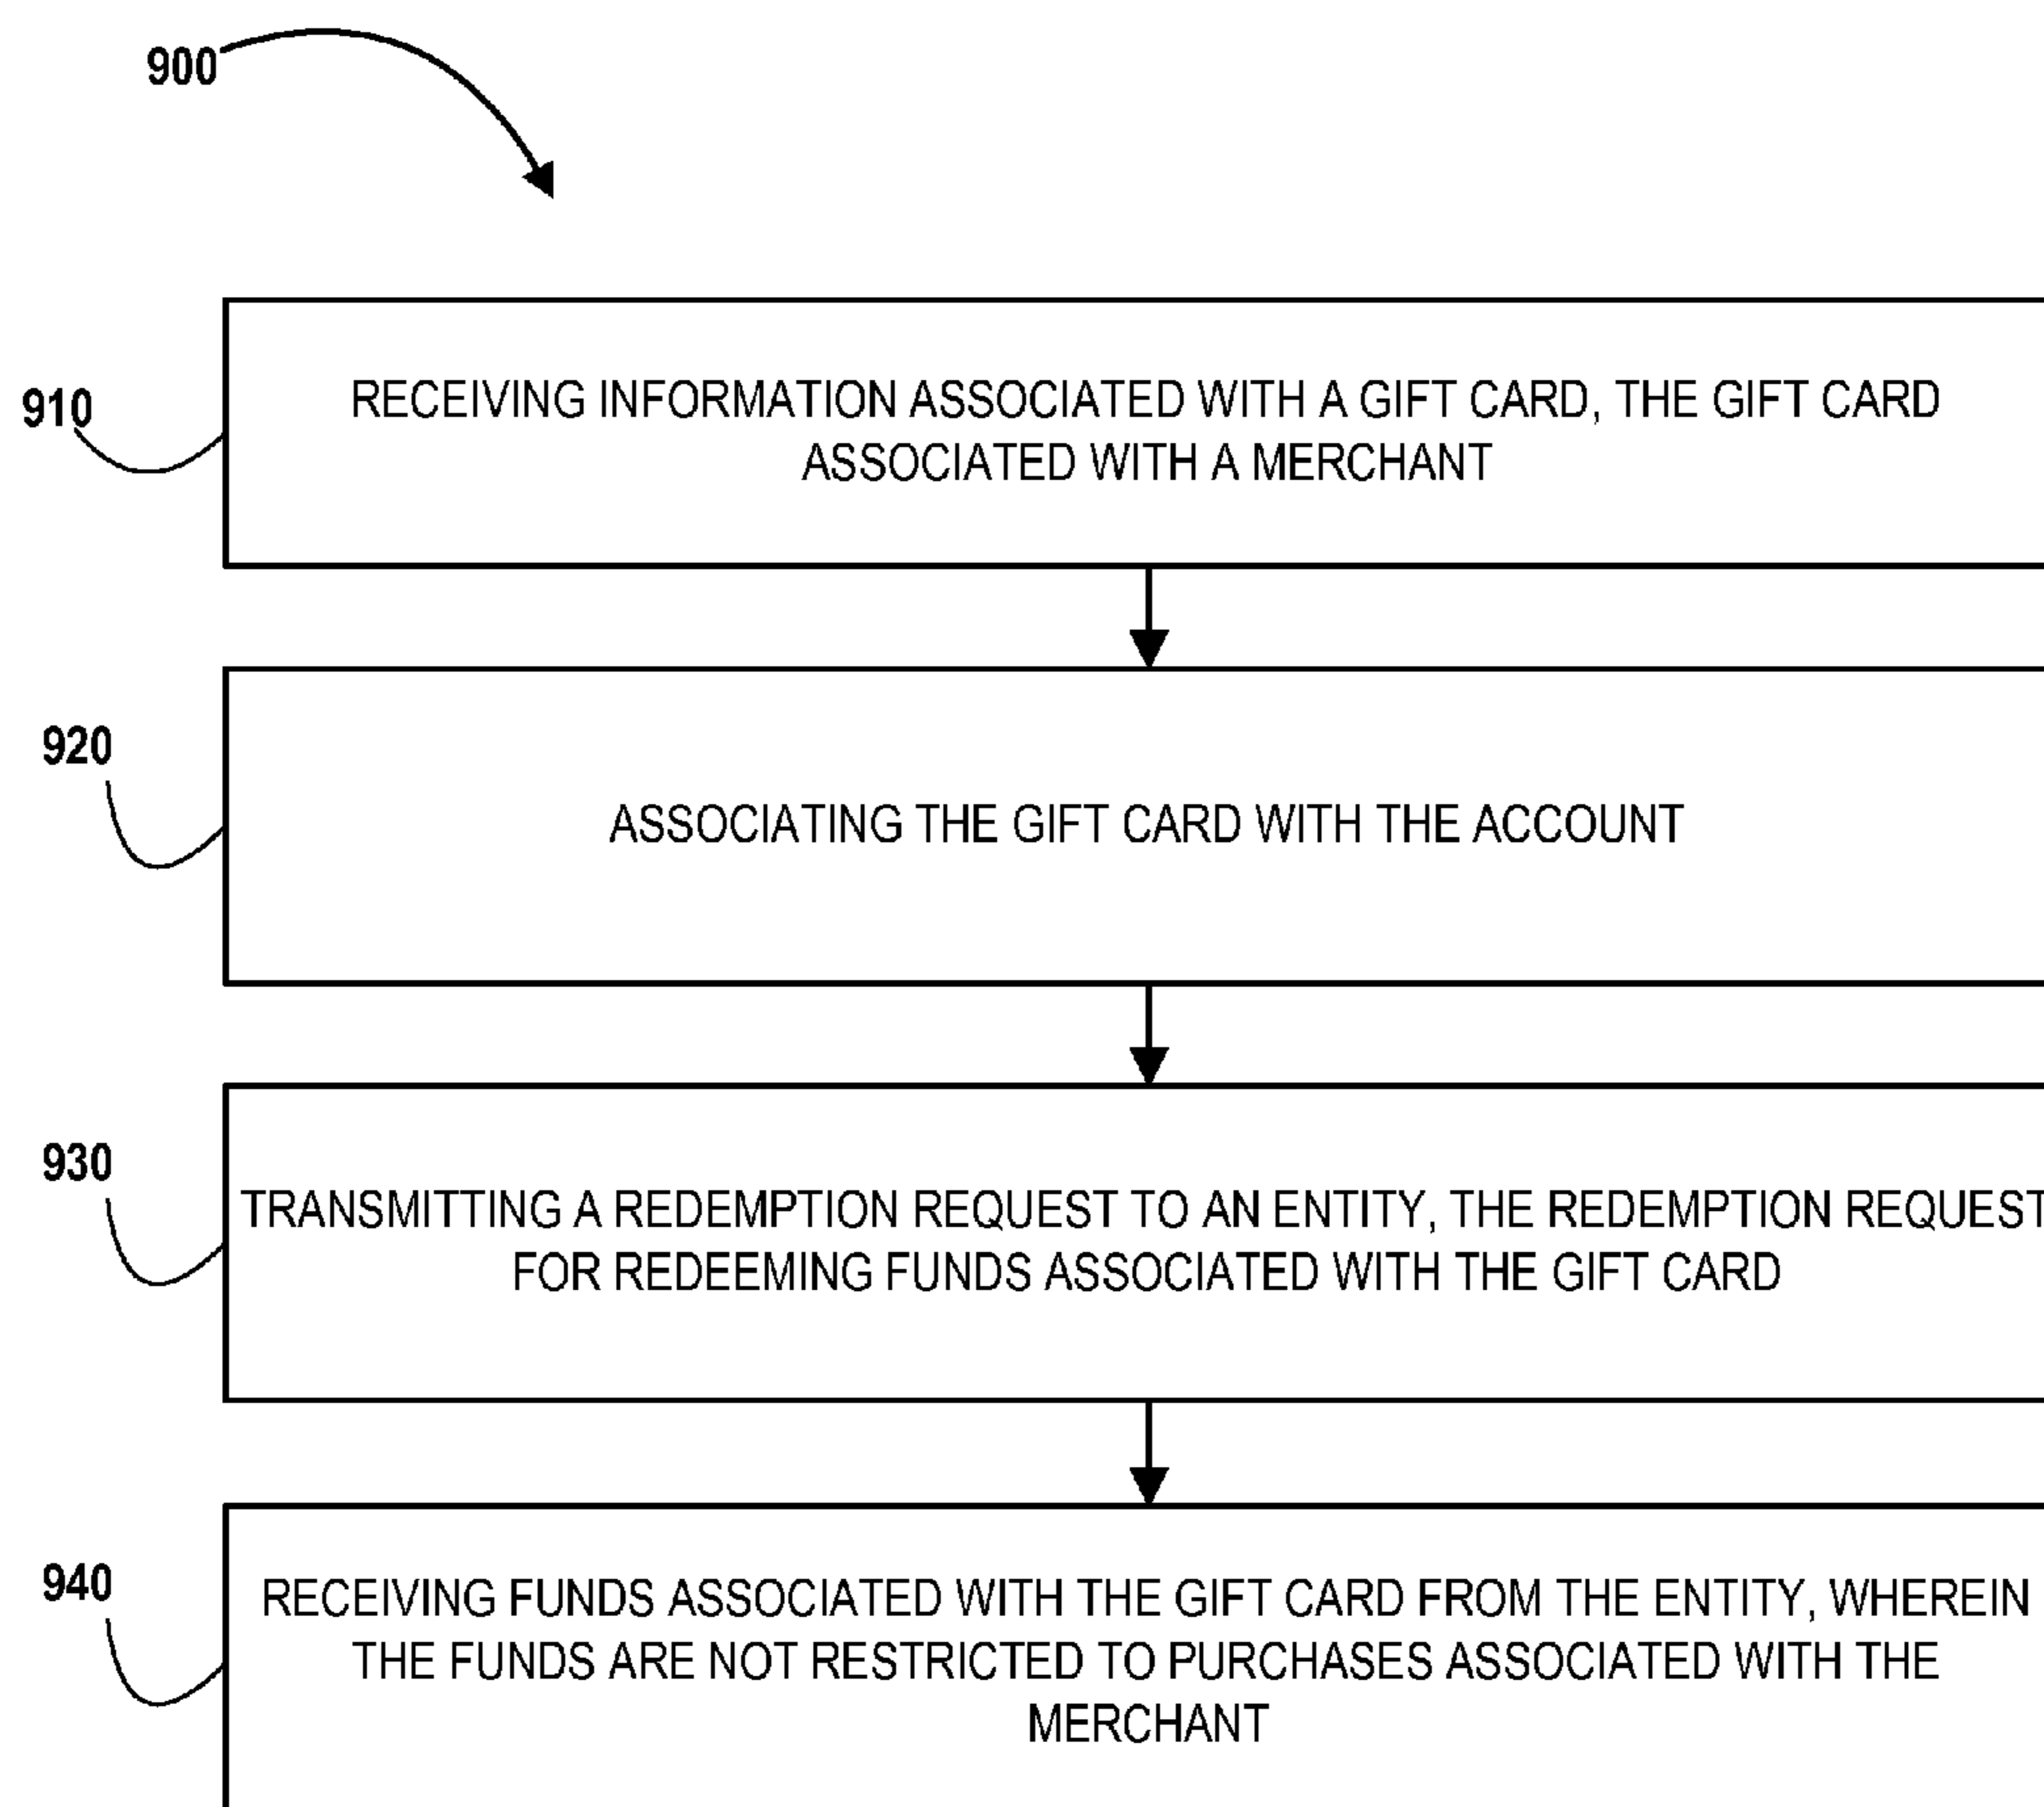 900
910
RECEIVING INFORMATION ASSOCIATED WITH A GIFT CARD, THE GIFT CARD
ASSOCIATED WITH A MERCHANT
920
ASSOCIATING THE GIFT CARD WITH THE ACCOUNT
930
TRANSMITTING A REDEMPTION REQUEST TO AN ENTITY, THE REDEMPTION REQUEST
FOR REDEEMING FUNDS ASSOCIATED WITH THE GIFT CARD
940
RECEIVING FUNDS ASSOCIATED WITH THE GIFT CARD FROM THE ENTITY, WHEREIN
THE FUNDS ARE NOT RESTRICTED TO PURCHASES ASSOCIATED WITH THE
MERCHANT